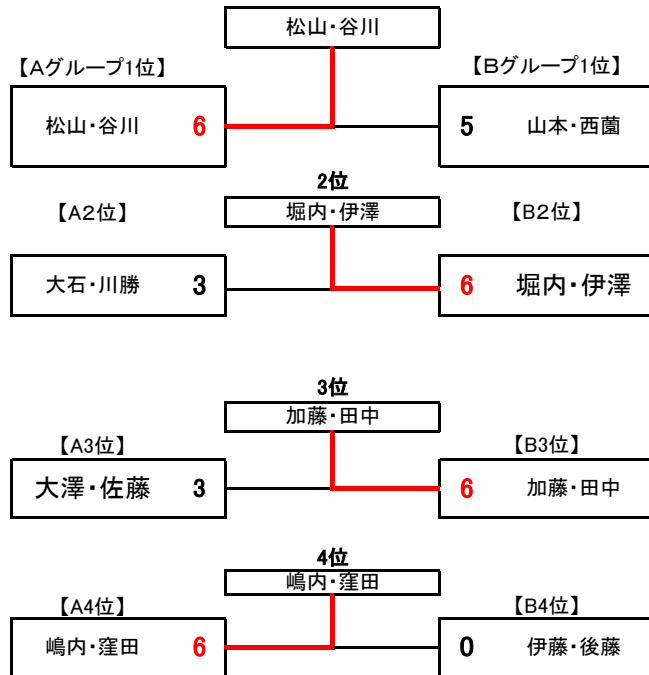 松山・谷川
【Aグループ1位】 【Bグループ1位】
松山・谷川 6 5 山本・西薗
2位
【A2位】 堀内・伊澤 【B2位】
大石・川勝 3 6 堀内・伊澤
3位
加藤・田中
【A3位】 【B3位】
大澤・佐藤 3 6 加藤・田中
4位
嶋内・窪田
【A4位】 【B4位】
嶋内・窪田 6 0 伊藤・後藤